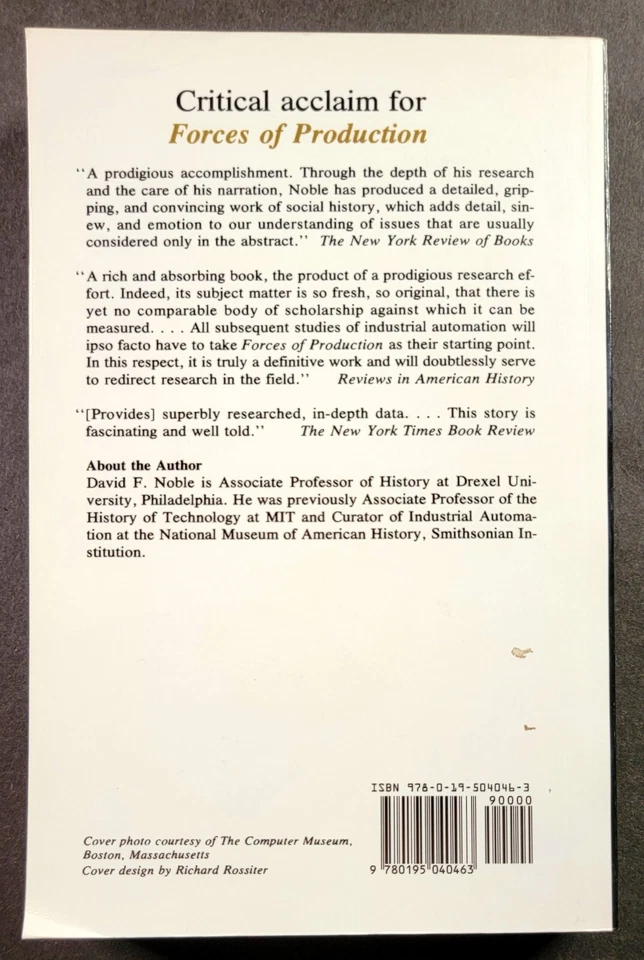 Critical acclaim for
Forces of Production
“A prodigious accomplishment. Through the depth of his research
and the care of his narration, Noble has produced a detailed, grip-
ping, and convincing work of social history, which adds detail, sin-
ew, and emotion to our understanding of issues that are usually
considered only in the abstract.” The New York Review of Books
“A rich and absorbing book, the product of a prodigious research ef-
fort. Indeed, its subject matter is so fresh, so original, that there is
yet no comparable body of scholarship against which it can be
measured. . . . All subsequent studies of industrial automation will
ipso facto have to take Forces of Production as their starting point.
In this respect, it is truly a definitive work and will doubtlessly serve
to redirect research in the field.” Reviews in American History
“[Provides] superbly researched, in-depth data. . . . This story is
fascinating and well told.” The New York Times Book Review
About the Author
David F. Noble is Associate Professor of History at Drexel Uni-
versity, Philadelphia. He was previously Associate Professor of the
History of Technology at MIT and Curator of Industrial Automa-
tion at the National Museum of American History, Smithsonian In-
stitution.
ISBN 978-0-19-504046-3
90000
9 780195 040463
Cover photo courtesy of The Computer Museum,
Boston, Massachusetts
Cover design by Richard Rossiter